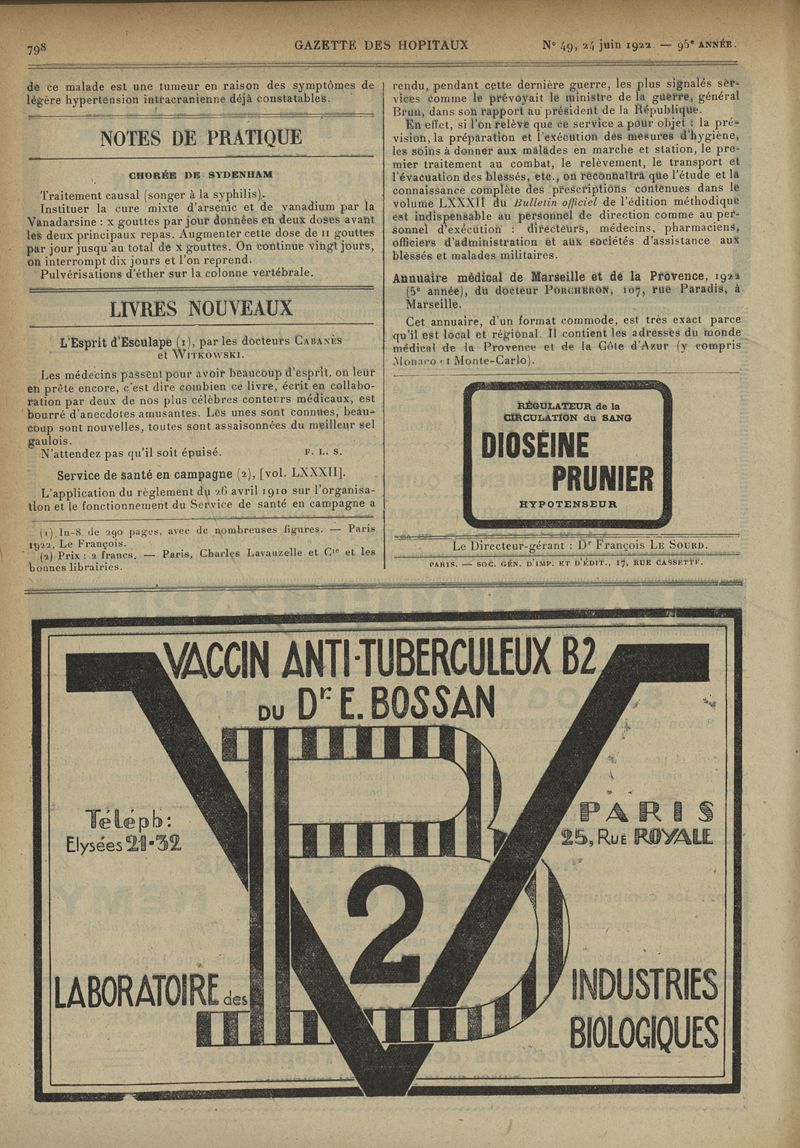 798
GAZETTE DES HOPITAUX
N° 49, 24 juin 1922. — 95e ANNÉE.
de ce malade est une tumeur en raison des symptômes de
légère hypertension intracranienne déjà constatables.
NOTES DE PRATIQUE
CHORÉE DE SYDENHAM
Traitement causal (songer à la syphilis).
Instituer la cure mixte d'arsenic et de vanadium par la
Vanadarsine : x gouttes par jour données en deux doses avant
les deux principaux repas. Augmenter cette dose de II gouttes
par jour jusqu'au total de X gouttes. On continue vingt jours,
on interrompt dix jours et l'on reprend.
Pulvérisations d'éther sur la colonne vertébrale.
LIVRES NOUVEAUX
L'Esprit d'Esculape (1), par les docteurs CABANÈS
et WITKOWSKI.
Les médecins passent pour avoir beaucoup d'esprit, on leur
en prête encore, c'est dire combien ce livre, écrit en collabo-
ration par deux de nos plus célèbres conteurs médicaux, est
bourré d'anecdotes amusantes. Les unes sont connues, beau-
coup sont nouvelles, toutes sont assaisonnées du meilleur sel
gaulois.
N'attendez pas qu'il soit épuisé. F. L. S.
Service de santé en campagne (2), [vol. LXXXII].
L'application du règlement du 26 avril 1910 sur l'organisa-
tion et le fonctionnement du Service de santé en campagne a
(1) In-8 de 290 pages, avec de nombreuses figures. — Paris
1922, Le François.
(2) Prix : 2 francs. — Paris, Charles Lavauzelle et Cie et les
bonnes librairies.
rendu, pendant cette dernière guerre, les plus signalés ser-
vices comme le prévoyait le ministre de la guerre, général
Brun, dans son rapport au président de la République.
En effet, si l'on relève que ce service a pour objet : la pré-
vision, la préparation et l'exécution des mesures d'hygiène,
les soins à donner aux malades en marche et station, le pre-
mier traitement au combat, le relèvement, le transport et
l'évacuation des blessés, etc., on reconnaîtra que l'étude et la
connaissance complète des prescriptions contenues dans le
volume LXXXII du Bulletin officiel de l'édition méthodique
est indispensable au personnel de direction comme au per-
sonnel d'exécution : directeurs, médecins, pharmaciens,
officiers d'administration et aux sociétés d'assistance aux
blessés et malades militaires.
Annuaire médical de Marseille et de la Provence, 1922
(5e année), du docteur PORCHERON, 107, rue Paradis, à
Marseille.
Cet annuaire, d'un format commode, est très exact parce
qu'il est local et régional. Il contient les adresses du monde
médical de la Provence et de la Côte d'Azur (y compris
Monaco et Monte-Carlo).
RÉGULATEUR de la
CIRCULATION du SANG
DIOSÉINE
PRUNIER
HYPOTENSEUR
Le Directeur-gérant : Dr François LE SOURD.
PARIS. — SOC. GÉN. D'IMP. ET D'ÉDIT., 17, RUE CASSETTE.
VACCIN ANTI-TUBERCULEUX B2
DU Dr. E. BOSSAN
Téléph:
Elysées 21-32
PARIS
25, RUE ROYALE
B
V
2
LABORATOIRE des
INDUSTRIES
BIOLOGIQUES